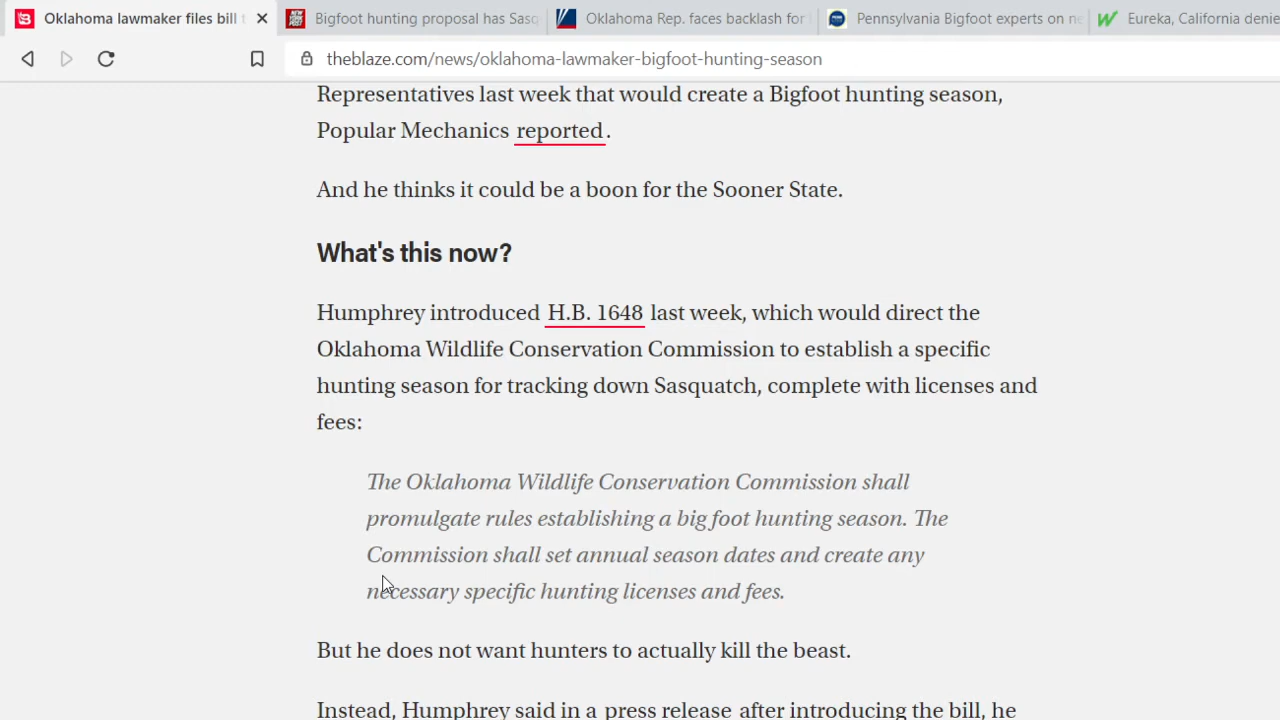 Oklahoma lawmaker files bill
Bigfoot hunting proposal has Sasq
Oklahoma Rep. faces backlash for
Pennsylvania Bigfoot experts on ne
Eureka, California denie
theblaze.com/news/oklahoma-lawmaker-bigfoot-hunting-season
Representatives last week that would create a Bigfoot hunting season,
Popular Mechanics reported.
And he thinks it could be a boon for the Sooner State.
What's this now?
Humphrey introduced H.B. 1648 last week, which would direct the
Oklahoma Wildlife Conservation Commission to establish a specific
hunting season for tracking down Sasquatch, complete with licenses and
fees:
The Oklahoma Wildlife Conservation Commission shall
promulgate rules establishing a big foot hunting season. The
Commission shall set annual season dates and create any
necessary specific hunting licenses and fees.
But he does not want hunters to actually kill the beast.
Instead, Humphrey said in a press release after introducing the bill, he